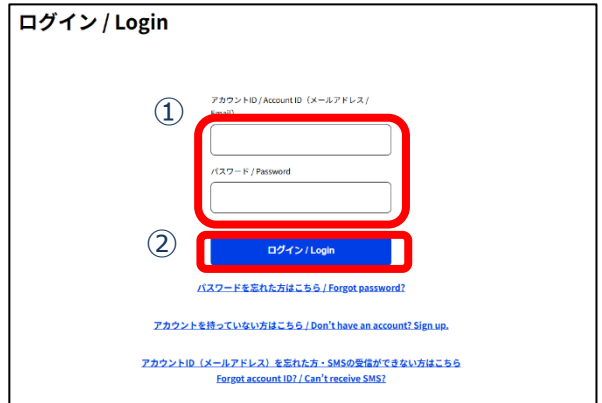 ログイン / Login
①
アカウントID / Account ID（メールアドレス /
Email）
パスワード / Password
②
ログイン / Login
パスワードを忘れた方はこちら / Forgot password?
アカウントを持っていない方はこちら / Don't have an account? Sign up.
アカウントID（メールアドレス）を忘れた方・SMSの受信ができない方はこちら
Forgot account ID? / Can't receive SMS?